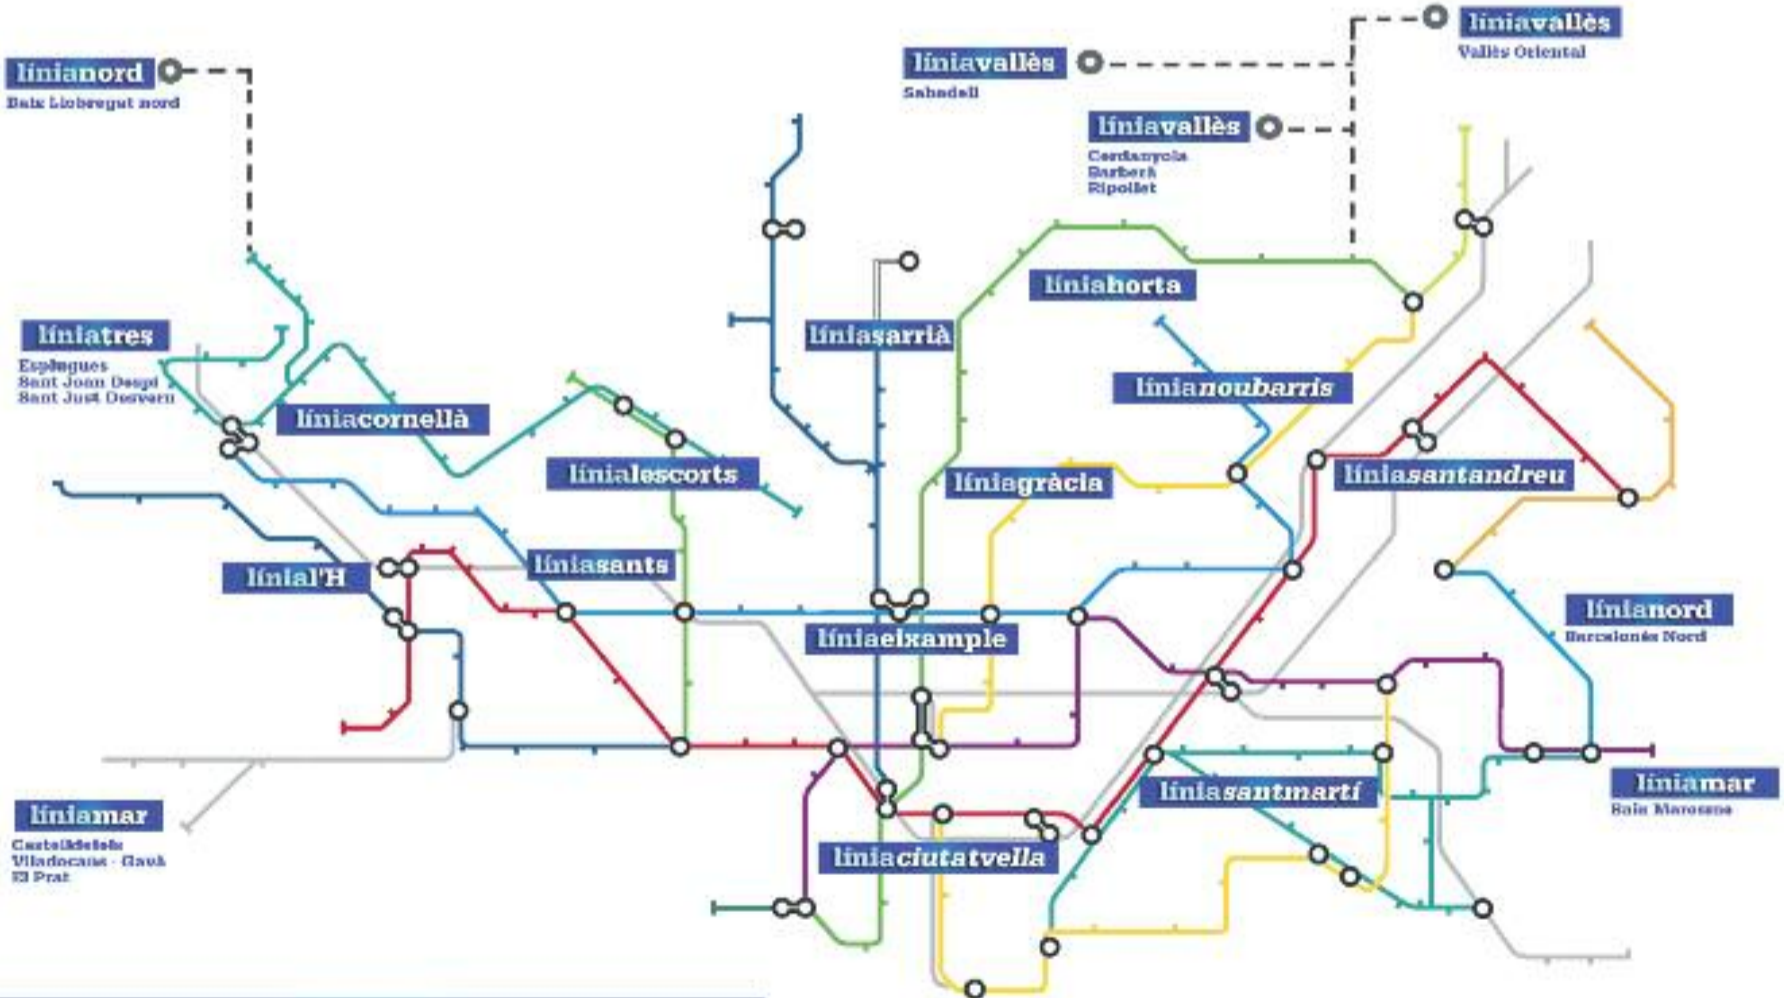 líniavallès
Vallès Oriental
líniavallès
Sabadell
línianord
Baix Llobregat nord
líniavallès
Cerdanyola
Barberà
Ripollet
líniahorta
líniatres
Esplugues
Sant Joan Despí
Sant Just Desvern
líniasarrià
línianoubarris
líniacornellà
línialescorts
líniagràcia
líniasantandreu
línial'H
líniasants
línianord
Barcelonès Nord
líniaeixample
líniasantmartí
líniamar
Baix Maresme
líniamar
Castelldefels
Viladecans - Gavà
El Prat
líniaciutatvella